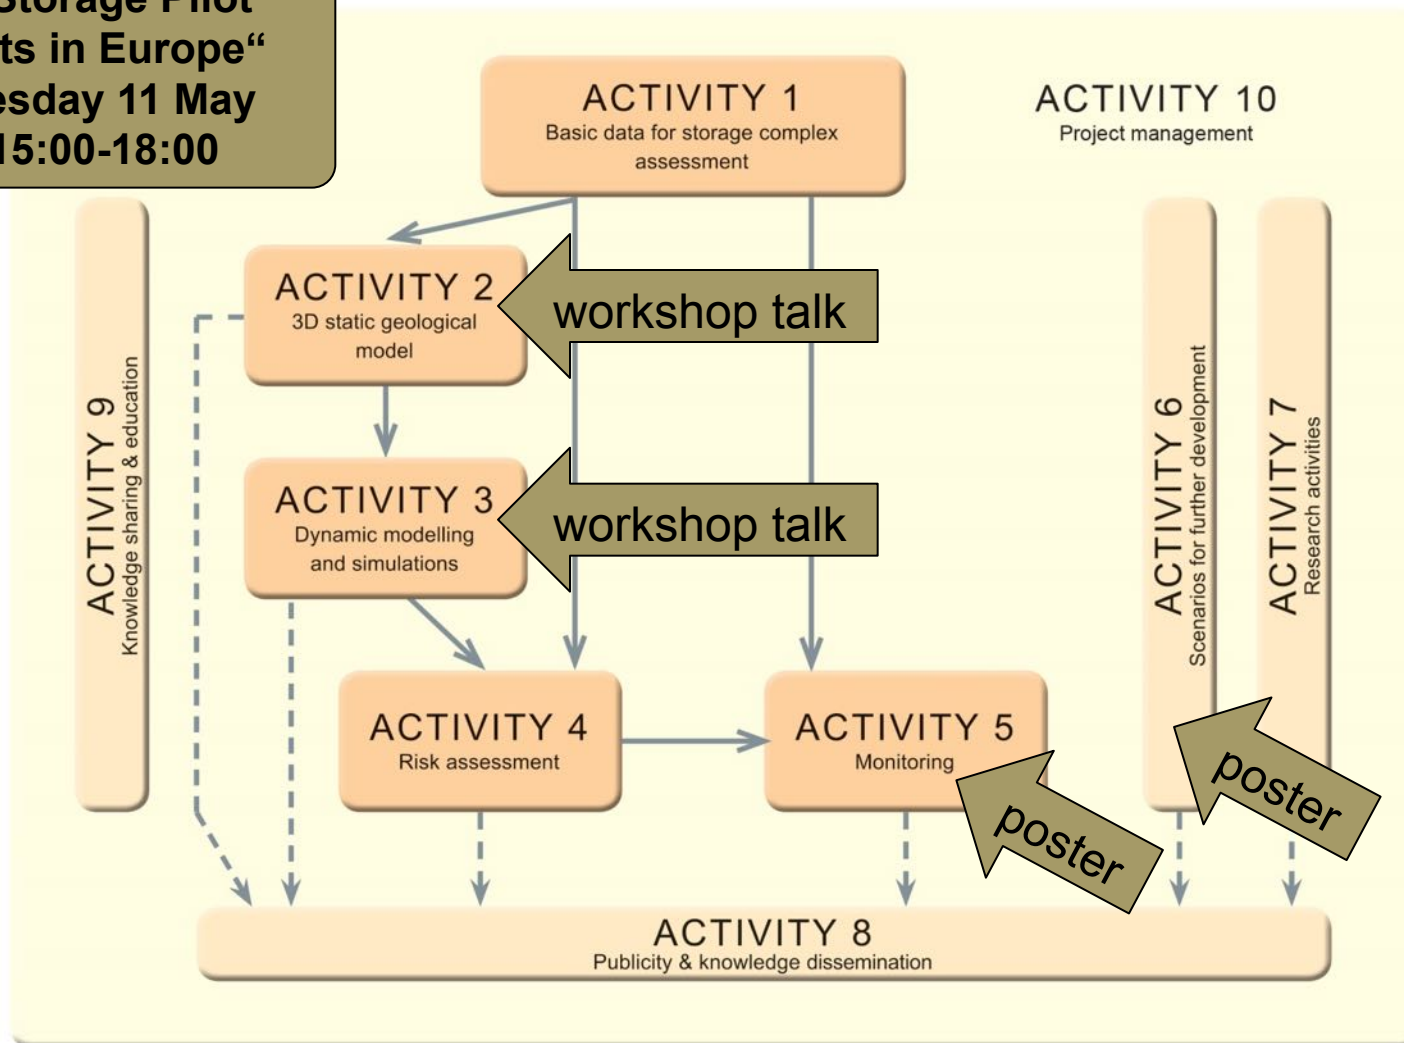 Storage Pilot
ts in Europe“
esday 11 May
15:00-18:00
ACTIVITY 1
Basic data for storage complex
assessment
ACTIVITY 10
Project management
ACTIVITY 2
3D static geological
model
workshop talk
ACTIVITY 3
Dynamic modelling
and simulations
workshop talk
ACTIVITY 9
Knowledge sharing & education
ACTIVITY 6
Scenarios for further development
ACTIVITY 7
Research activities
ACTIVITY 4
Risk assessment
ACTIVITY 5
Monitoring
poster
poster
ACTIVITY 8
Publicity & knowledge dissemination